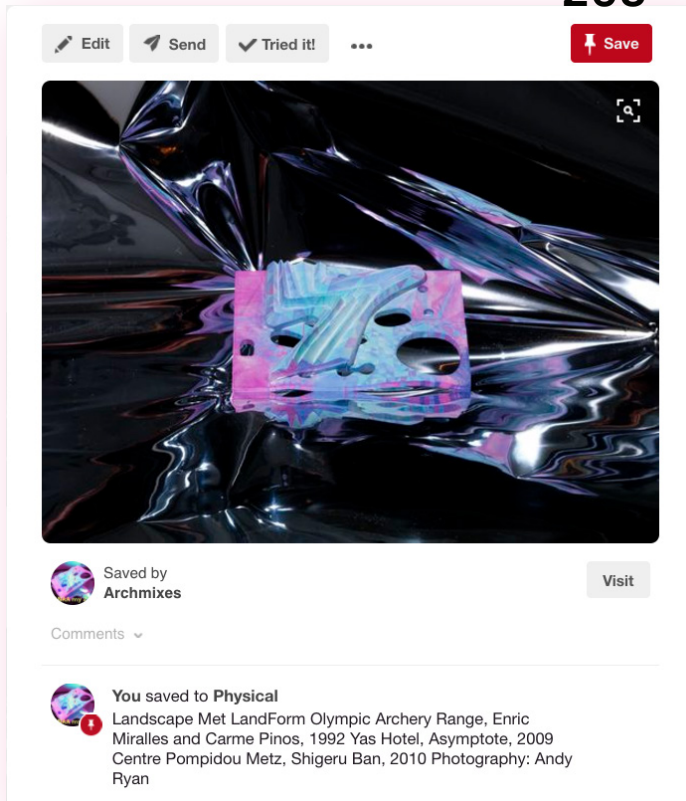 Edit Send Tried it! Save
Saved by
Archmixes
Visit
Comments
You saved to Physical
Landscape Met LandForm Olympic Archery Range, Enric
Miralles and Carme Pinos, 1992 Yas Hotel, Asymptote, 2009
Centre Pompidou Metz, Shigeru Ban, 2010 Photography: Andy
Ryan